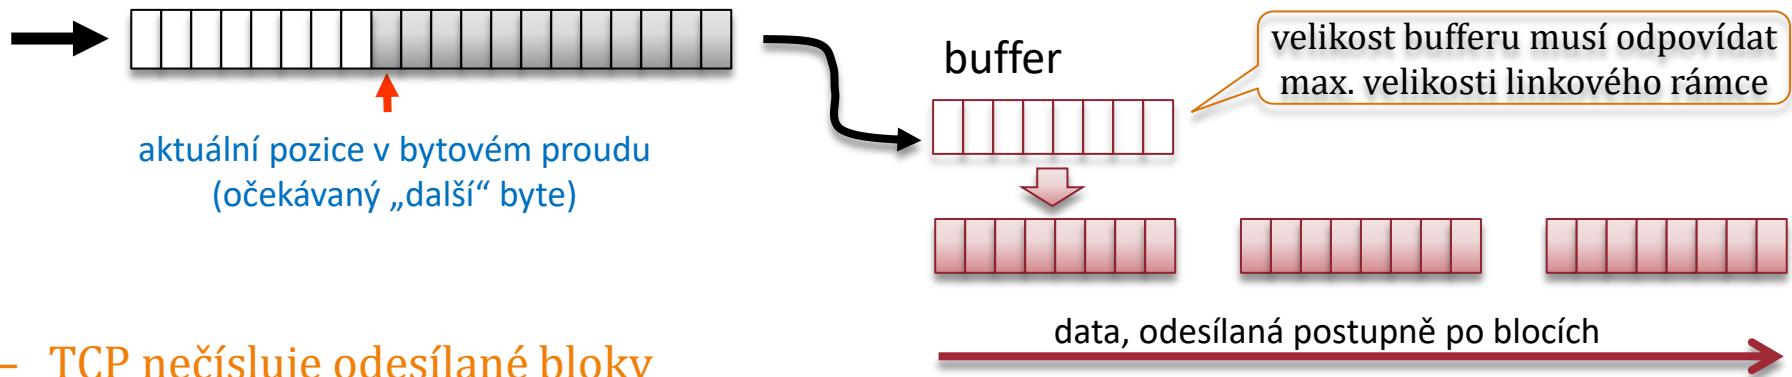 buffer
velikost bufferu musí odpovídat
max. velikosti linkového rámce
aktuální pozice v bytovém proudu
(očekávaný „další“ byte)
data, odesílaná postupně po blocích
– TCP nečísluje odesílané bloky